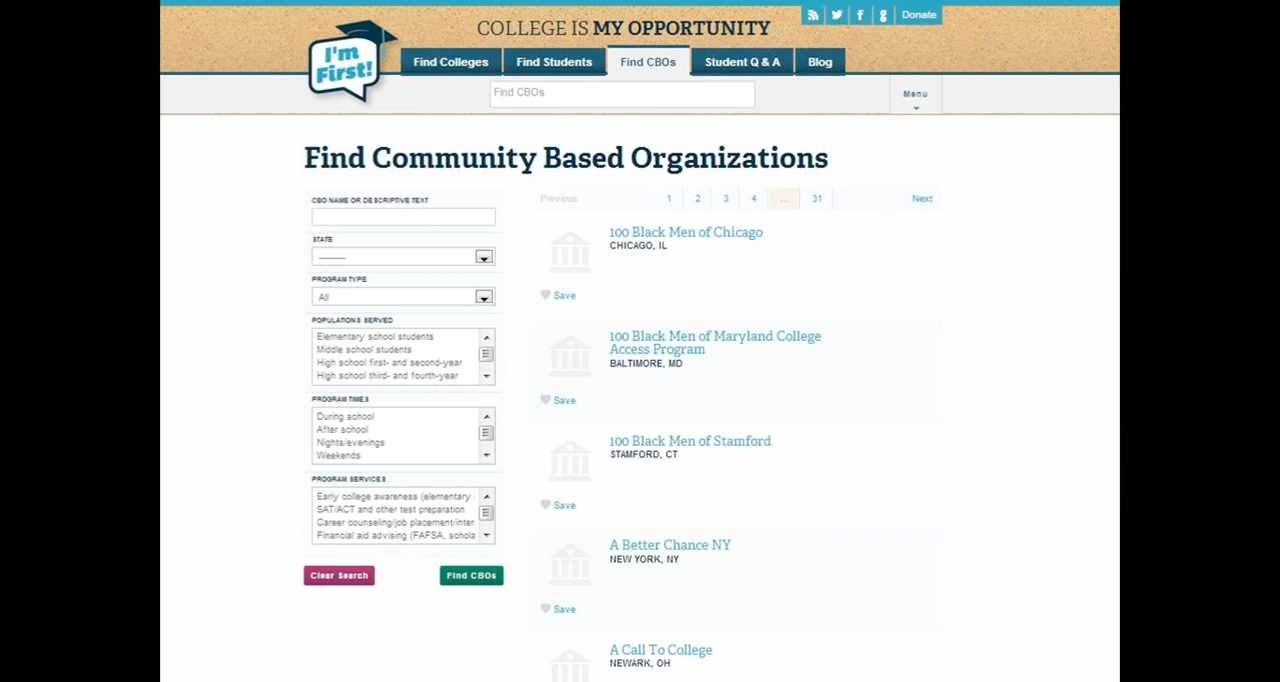 COLLEGE IS MY OPPORTUNITY
Donate
I'm
First!
Find Colleges
Find Students
Find CBOs
Student Q & A
Blog
Find CBOs
Menu
Find Community Based Organizations
CBO NAME OR DESCRIPTIVE TEXT
STATE
---------
PROGRAM TYPE
All
POPULATIONS SERVED
Elementary school students
Middle school students
High school first- and second-year
High school third- and fourth-year
PROGRAM TIMES
During school
After school
Nights/evenings
Weekends
PROGRAM SERVICES
Early college awareness (elementary
SAT/ACT and other test preparation
Career counseling/job placement/inter
Financial aid advising (FAFSA, schola
Clear Search
Find CBOs
Previous
1
2
3
4
...
31
Next
100 Black Men of Chicago
CHICAGO, IL
Save
100 Black Men of Maryland College
Access Program
BALTIMORE, MD
Save
100 Black Men of Stamford
STAMFORD, CT
Save
A Better Chance NY
NEW YORK, NY
Save
A Call To College
NEWARK, OH